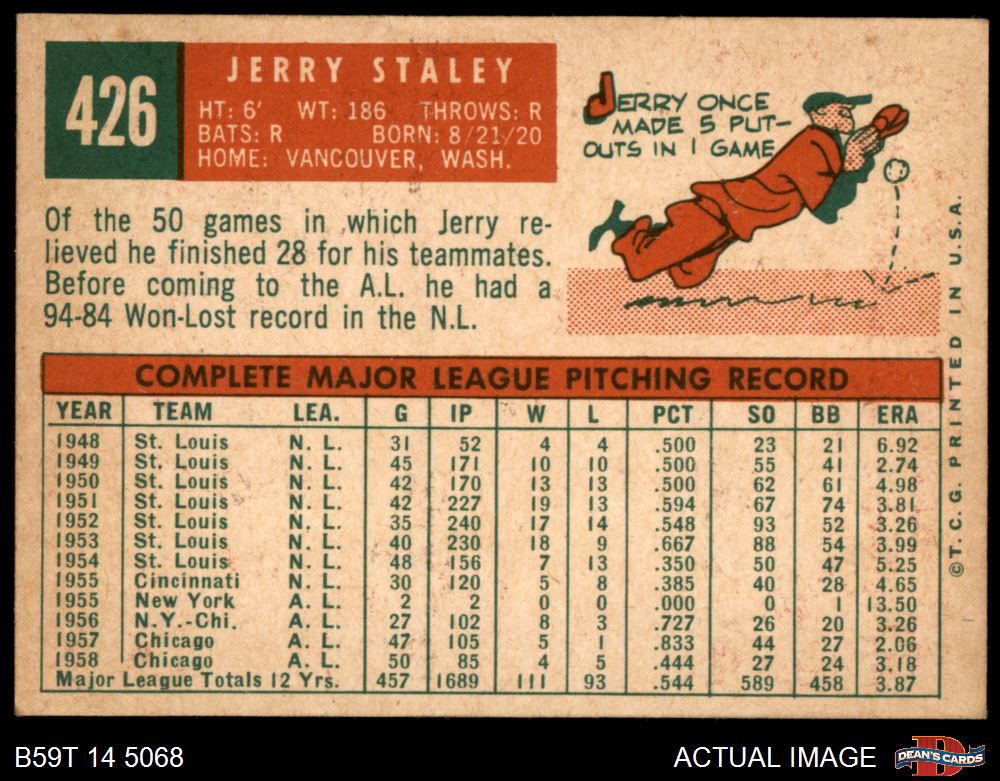 426
JERRY STALEY
HT: 6' WT: 186 THROWS: R
BATS: R BORN: 8/21/20
HOME: VANCOUVER, WASH.
JERRY ONCE
MADE 5 PUT-
OUTS IN 1 GAME
Of the 50 games in which Jerry re-
lieved he finished 28 for his teammates.
Before coming to the A.L. he had a
94-84 Won-Lost record in the N.L.
COMPLETE MAJOR LEAGUE PITCHING RECORD
YEAR TEAM LEA. G IP W L PCT SO BB ERA
1948 St. Louis N. L. 31 52 4 4 .500 23 21 6.92
1949 St. Louis N. L. 45 171 10 10 .500 55 41 2.74
1950 St. Louis N. L. 42 170 13 13 .500 62 61 4.98
1951 St. Louis N. L. 42 227 19 13 .594 67 74 3.81
1952 St. Louis N. L. 35 240 17 14 .548 93 52 3.26
1953 St. Louis N. L. 40 230 18 9 .667 88 54 3.99
1954 St. Louis N. L. 48 156 7 13 .350 50 47 5.25
1955 Cincinnati N. L. 30 120 5 8 .385 40 28 4.65
1955 New York A. L. 2 2 0 0 .000 0 1 13.50
1956 N.Y.-Chi. A. L. 27 102 8 3 .727 26 20 3.26
1957 Chicago A. L. 47 105 5 1 .833 44 27 2.06
1958 Chicago A. L. 50 85 4 5 .444 27 24 3.18
Major League Totals 12 Yrs. 457 1689 111 93 .544 589 458 3.87
© T. C. G. PRINTED IN U. S. A.
B59T 14 5068
ACTUAL IMAGE
D
DEAN'S CARDS